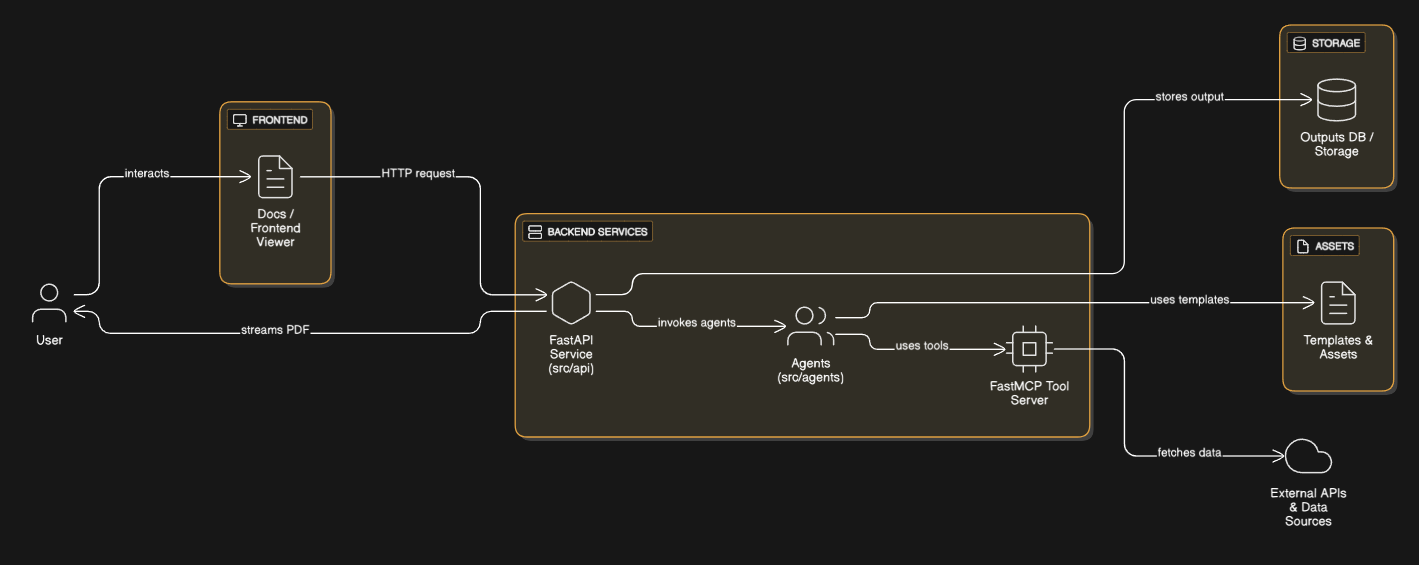 STORAGE
stores output
Outputs DB /
Storage
FRONTEND
interacts
HTTP request
Docs /
Frontend
Viewer
BACKEND SERVICES
ASSETS
User
streams PDF
FastAPI
Service
(src/api)
invokes agents
Agents
(src/agents)
uses templates
uses tools
FastMCP Tool
Server
Templates &
Assets
fetches data
External APIs
& Data
Sources